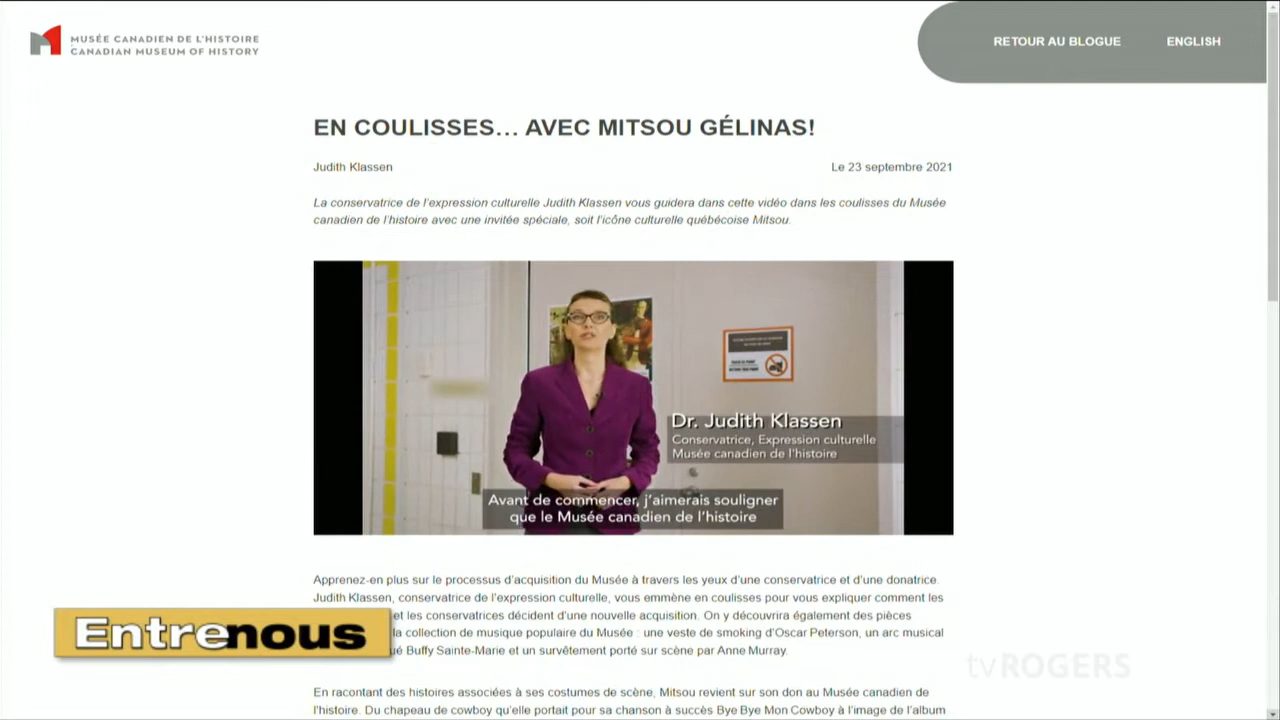 MUSÉE CANADIEN DE L'HISTOIRE
CANADIAN MUSEUM OF HISTORY
RETOUR AU BLOGUE
ENGLISH
EN COULISSES… AVEC MITSOU GÉLINAS!
Judith Klassen
Le 23 septembre 2021
La conservatrice de l'expression culturelle Judith Klassen vous guidera dans cette vidéo dans les coulisses du Musée
canadien de l'histoire avec une invitée spéciale, soit l'icône culturelle québécoise Mitsou.
Dr. Judith Klassen
Conservatrice, Expression culturelle
Musée canadien de l'histoire
Avant de commencer, j'aimerais souligner
que le Musée canadien de l'histoire
Apprenez-en plus sur le processus d'acquisition du Musée à travers les yeux d'une conservatrice et d'une donatrice.
Judith Klassen, conservatrice de l'expression culturelle, vous emmène en coulisses pour vous expliquer comment les
et les conservatrices décident d'une nouvelle acquisition. On y découvrira également des pièces
la collection de musique populaire du Musée : une veste de smoking d'Oscar Peterson, un arc musical
ué Buffy Sainte-Marie et un survêtement porté sur scène par Anne Murray.
Entrenous
tvROGERS
En racontant des histoires associées à ses costumes de scène, Mitsou revient sur son don au Musée canadien de
l'histoire. Du chapeau de cowboy qu'elle portait pour sa chanson à succès Bye Bye Mon Cowboy à l'image de l'album